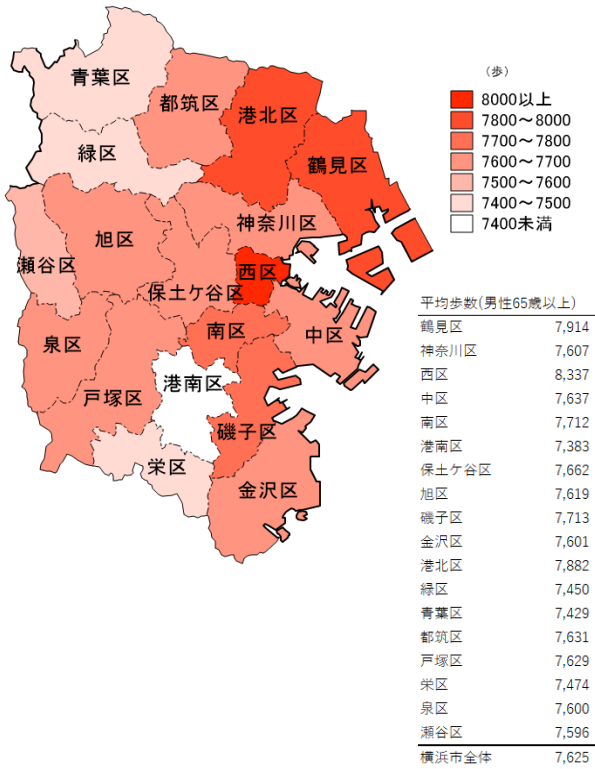 青葉区
都筑区
港北区
緑区
鶴見区
神奈川区
旭区
瀬谷区
西区
保土ケ谷区
南区
中区
泉区
港南区
戸塚区
磯子区
栄区
金沢区
(歩)
8000以上
7800～8000
7700～7800
7600～7700
7500～7600
7400～7500
7400未満
平均歩数(男性65歳以上)
鶴見区 7,914
神奈川区 7,607
西区 8,337
中区 7,637
南区 7,712
港南区 7,383
保土ケ谷区 7,662
旭区 7,619
磯子区 7,713
金沢区 7,601
港北区 7,882
緑区 7,450
青葉区 7,429
都筑区 7,631
戸塚区 7,629
栄区 7,474
泉区 7,600
瀬谷区 7,596
横浜市全体 7,625